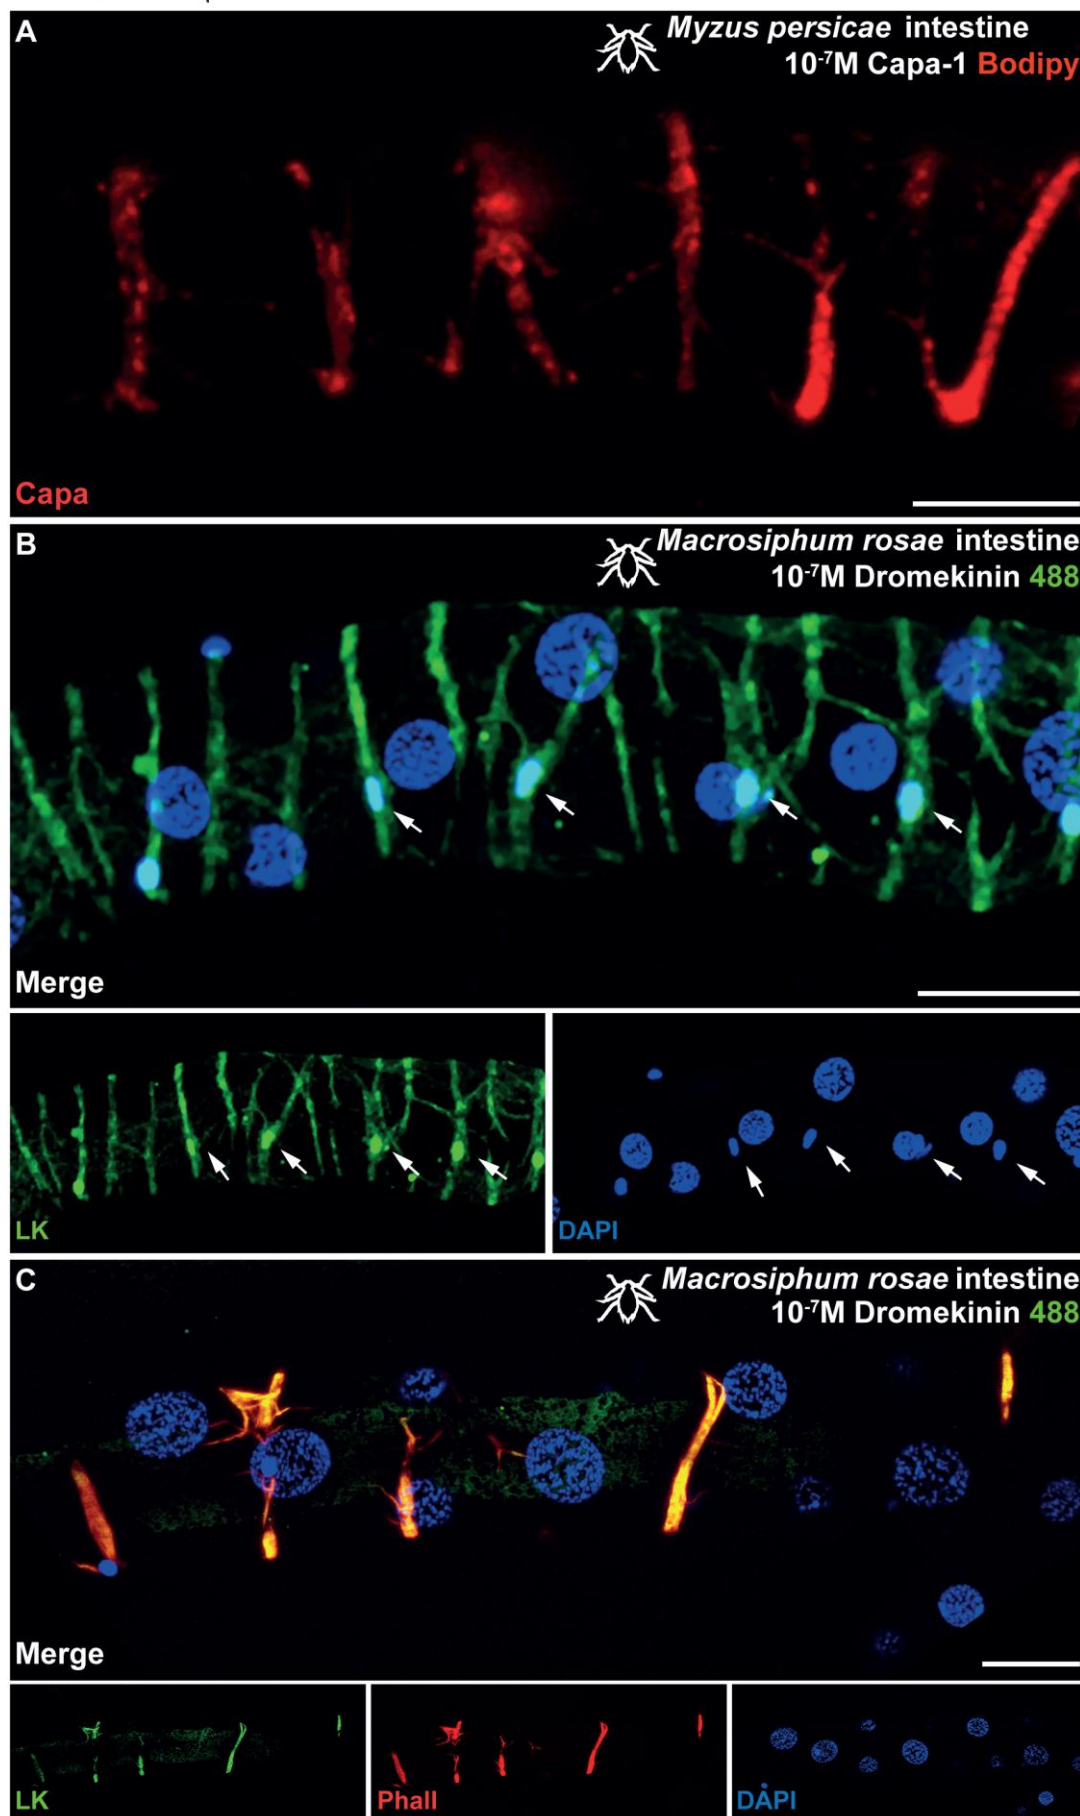 A
Myzus persicae intestine
10⁻⁷M Capa-1 Bodipy
Capa
B
Macrosiphum rosae intestine
10⁻⁷M Dromekinin 488
Merge
LK
DAPI
C
Macrosiphum rosae intestine
10⁻⁷M Dromekinin 488
Merge
LK
Phall
DAPI